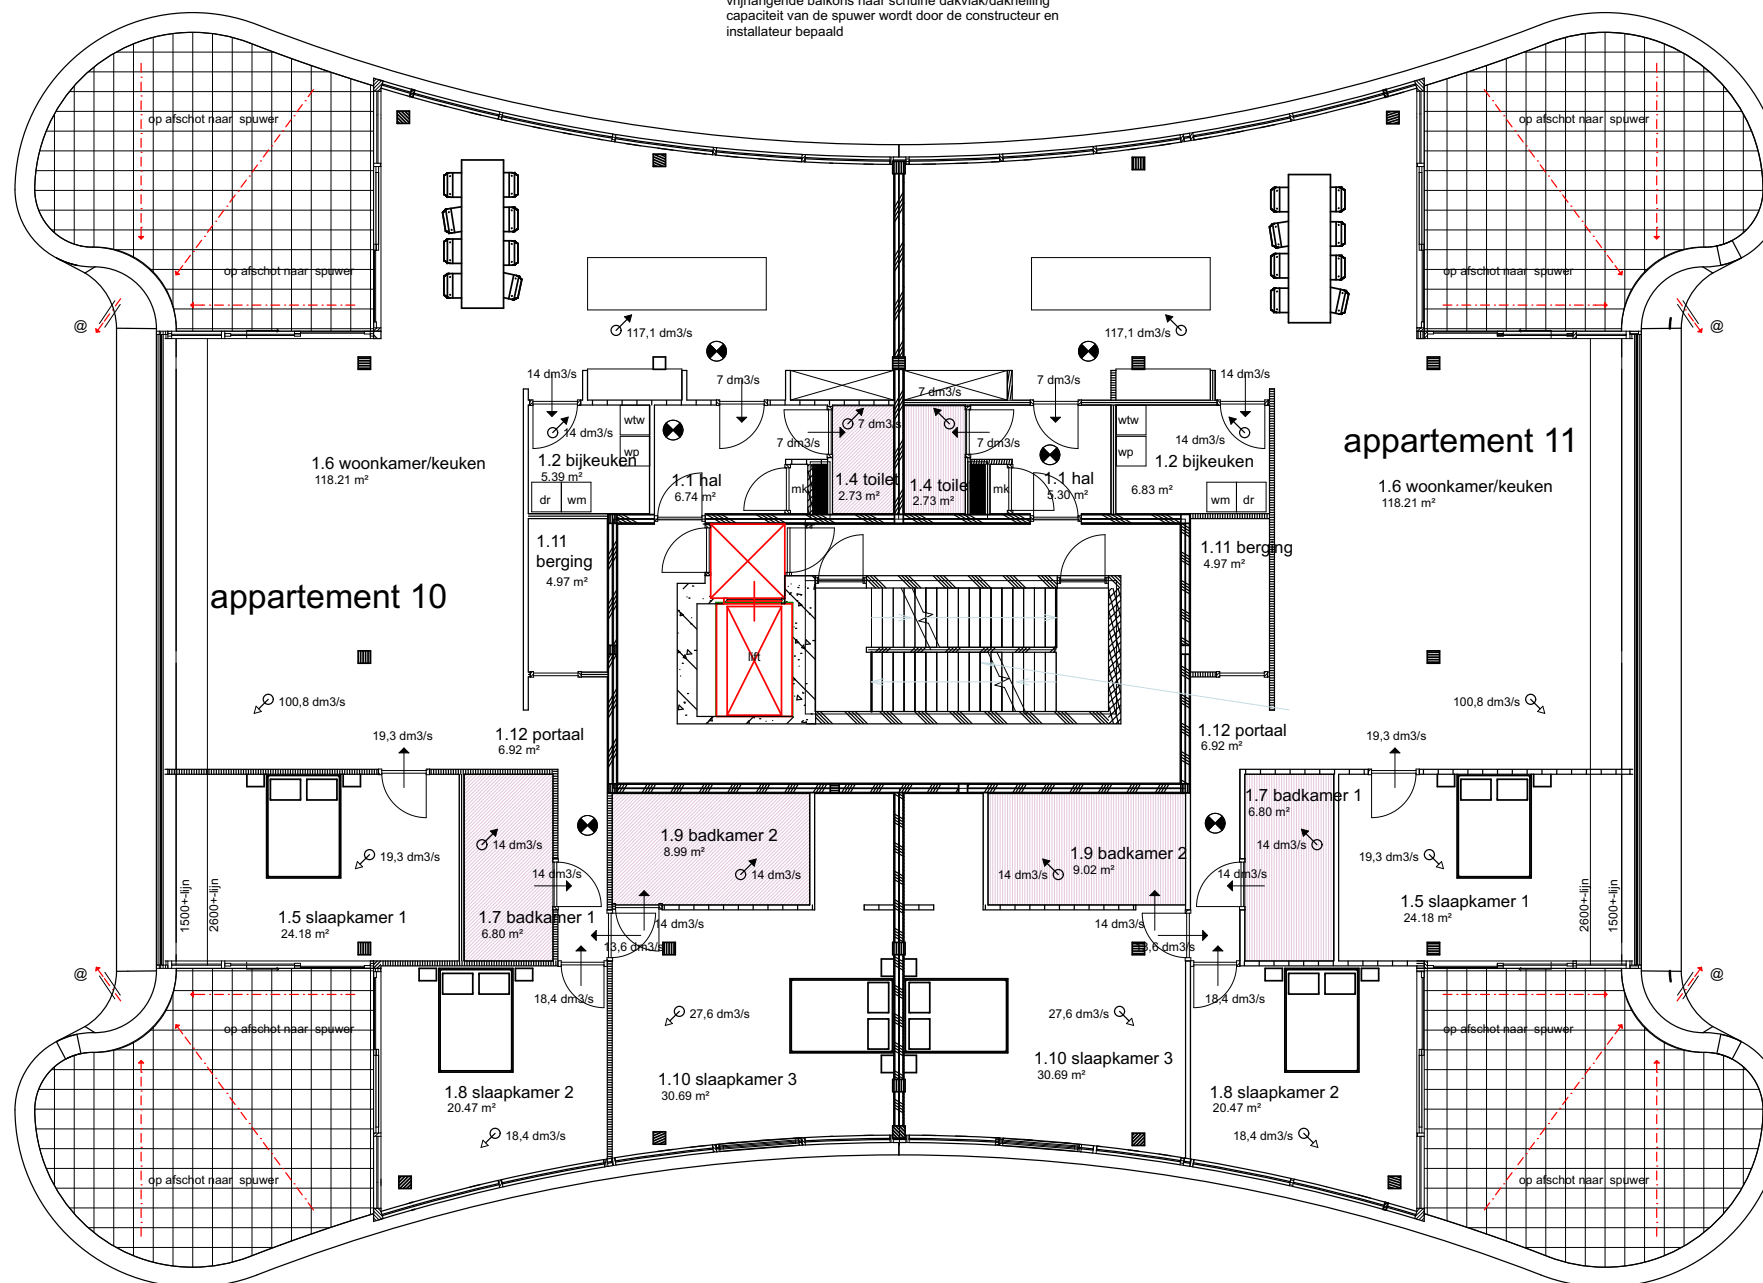 vrijhangende balkons naar schuine dakvlak/dakhelling
capaciteit van de spuwer wordt door de constructeur en
installateur bepaald
op afschot naar spuwer
op afschot naar spuwer
op afschot naar spuwer
op afschot naar spuwer
@
@
117,1 dm3/s
117,1 dm3/s
14 dm3/s
7 dm3/s
7 dm3/s
7 dm3/s
14 dm3/s
14 dm3/s
wtw
wp
7 dm3/s
7 dm3/s
7 dm3/s
wtw
wp
14 dm3/s
appartement 11
1.6 woonkamer/keuken
118.21 m²
1.2 bijkeuken
5.39 m²
dr
wm
1.1 hal
6.74 m²
mk
1.4 toilet
2.73 m²
1.4 toilet
2.73 m²
mk
1.1 hal
5.30 m²
1.2 bijkeuken
6.83 m²
wm
dr
1.6 woonkamer/keuken
118.21 m²
1.11
berging
4.97 m²
1.11 berging
4.97 m²
appartement 10
lift
100,8 dm3/s
100,8 dm3/s
1.12 portaal
6.92 m²
1.12 portaal
6.92 m²
19,3 dm3/s
19,3 dm3/s
1.7 badkamer 1
6.80 m²
1.9 badkamer 2
8.99 m²
1.9 badkamer 2
9.02 m²
14 dm3/s
14 dm3/s
19,3 dm3/s
19,3 dm3/s
14 dm3/s
14 dm3/s
14 dm3/s
14 dm3/s
1500+-lijn
2600+-lijn
1.5 slaapkamer 1
24.18 m²
1.7 badkamer 1
6.80 m²
14 dm3/s
14 dm3/s
1.5 slaapkamer 1
24.18 m²
2600+-lijn
1500+-lijn
13,6 dm3/s
13,6 dm3/s
@
@
18,4 dm3/s
18,4 dm3/s
27,6 dm3/s
27,6 dm3/s
op afschot naar spuwer
op afschot naar spuwer
1.10 slaapkamer 3
30.69 m²
1.10 slaapkamer 3
30.69 m²
1.8 slaapkamer 2
20.47 m²
1.8 slaapkamer 2
20.47 m²
18,4 dm3/s
18,4 dm3/s
op afschot naar spuwer
op afschot naar spuwer